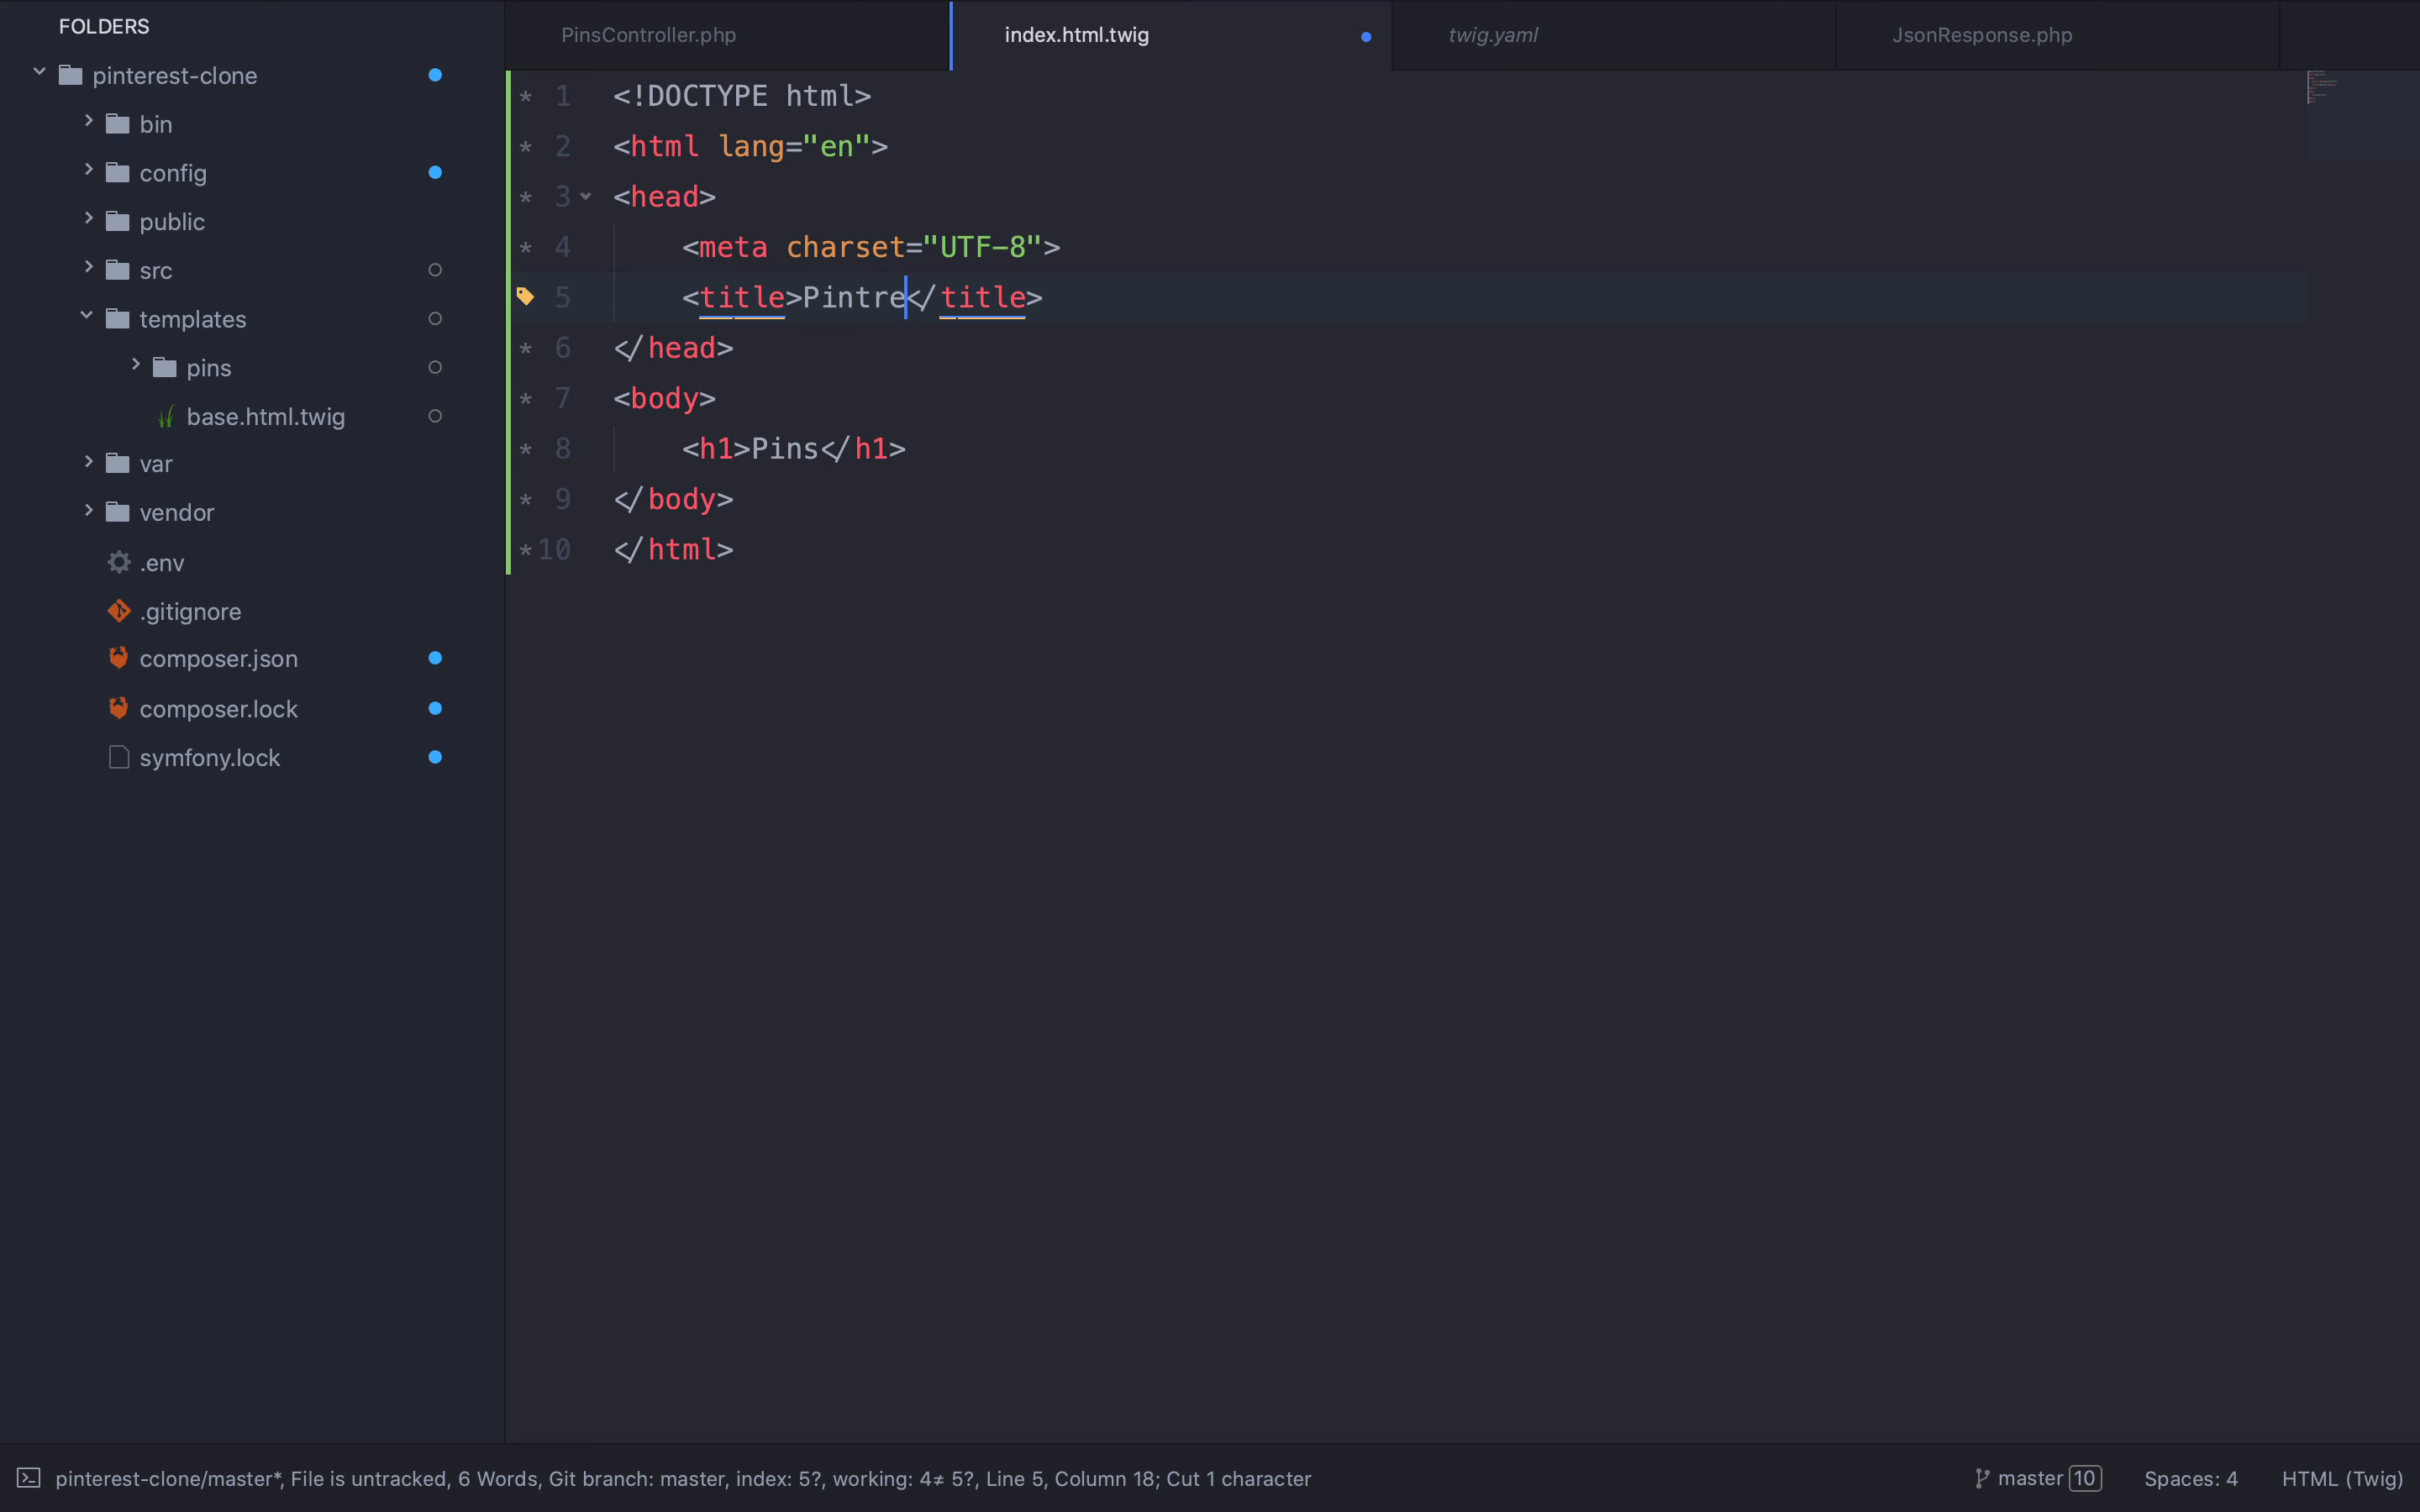 FOLDERS
pinterest-clone
bin
config
public
src
templates
pins
base.html.twig
var
vendor
.env
.gitignore
composer.json
composer.lock
symfony.lock
PinsController.php
index.html.twig
twig.yaml
JsonResponse.php
* 1 <!DOCTYPE html>
* 2 <html lang="en">
* 3 <head>
* 4 <meta charset="UTF-8">
5 <title>Pintre</title>
* 6 </head>
* 7 <body>
* 8 <h1>Pins</h1>
* 9 </body>
* 10 </html>
pinterest-clone/master*, File is untracked, 6 Words, Git branch: master, index: 5?, working: 4≠ 5?, Line 5, Column 18; Cut 1 character
master 10
Spaces: 4
HTML (Twig)